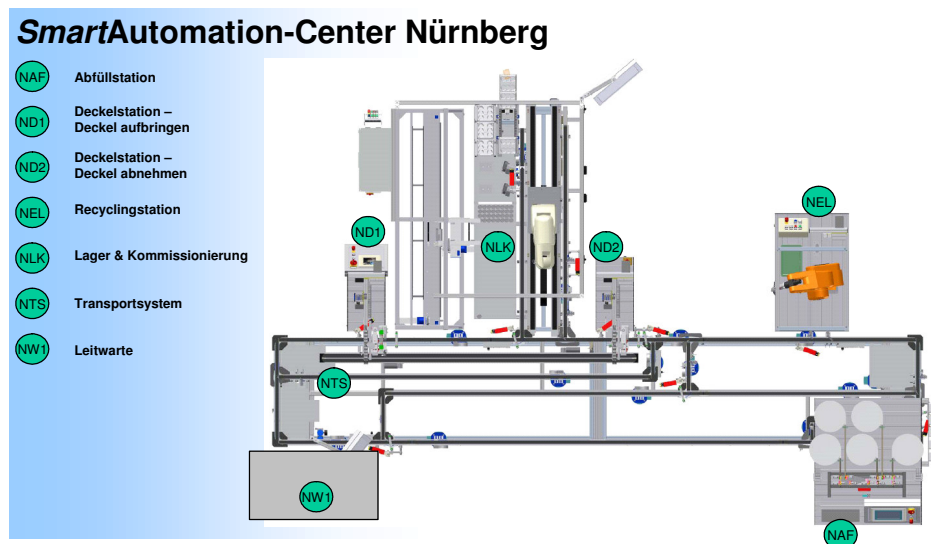 SmartAutomation-Center Nürnberg
NAF Abfüllstation
ND1 Deckelstation –
Deckel aufbringen
ND2 Deckelstation –
Deckel abnehmen
NEL Recyclingstation
NLK Lager & Kommissionierung
NTS Transportsystem
NW1 Leitwarte
NEL
ND1
NLK
ND2
NTS
NW1
NAF